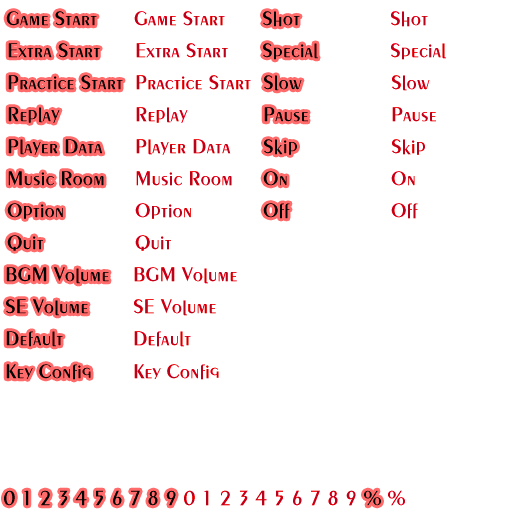 Game Start Game Start Shot Shot
Extra Start Extra Start Special Special
Practice Start Practice Start Slow Slow
Replay Replay Pause Pause
Player Data Player Data Skip Skip
Music Room Music Room On On
Option Option Off Off
Quit Quit
BGM Volume BGM Volume
SE Volume SE Volume
Default Default
Key Config Key Config
0 1 2 3 4 5 6 7 8 9 0 1 2 3 4 5 6 7 8 9 % %